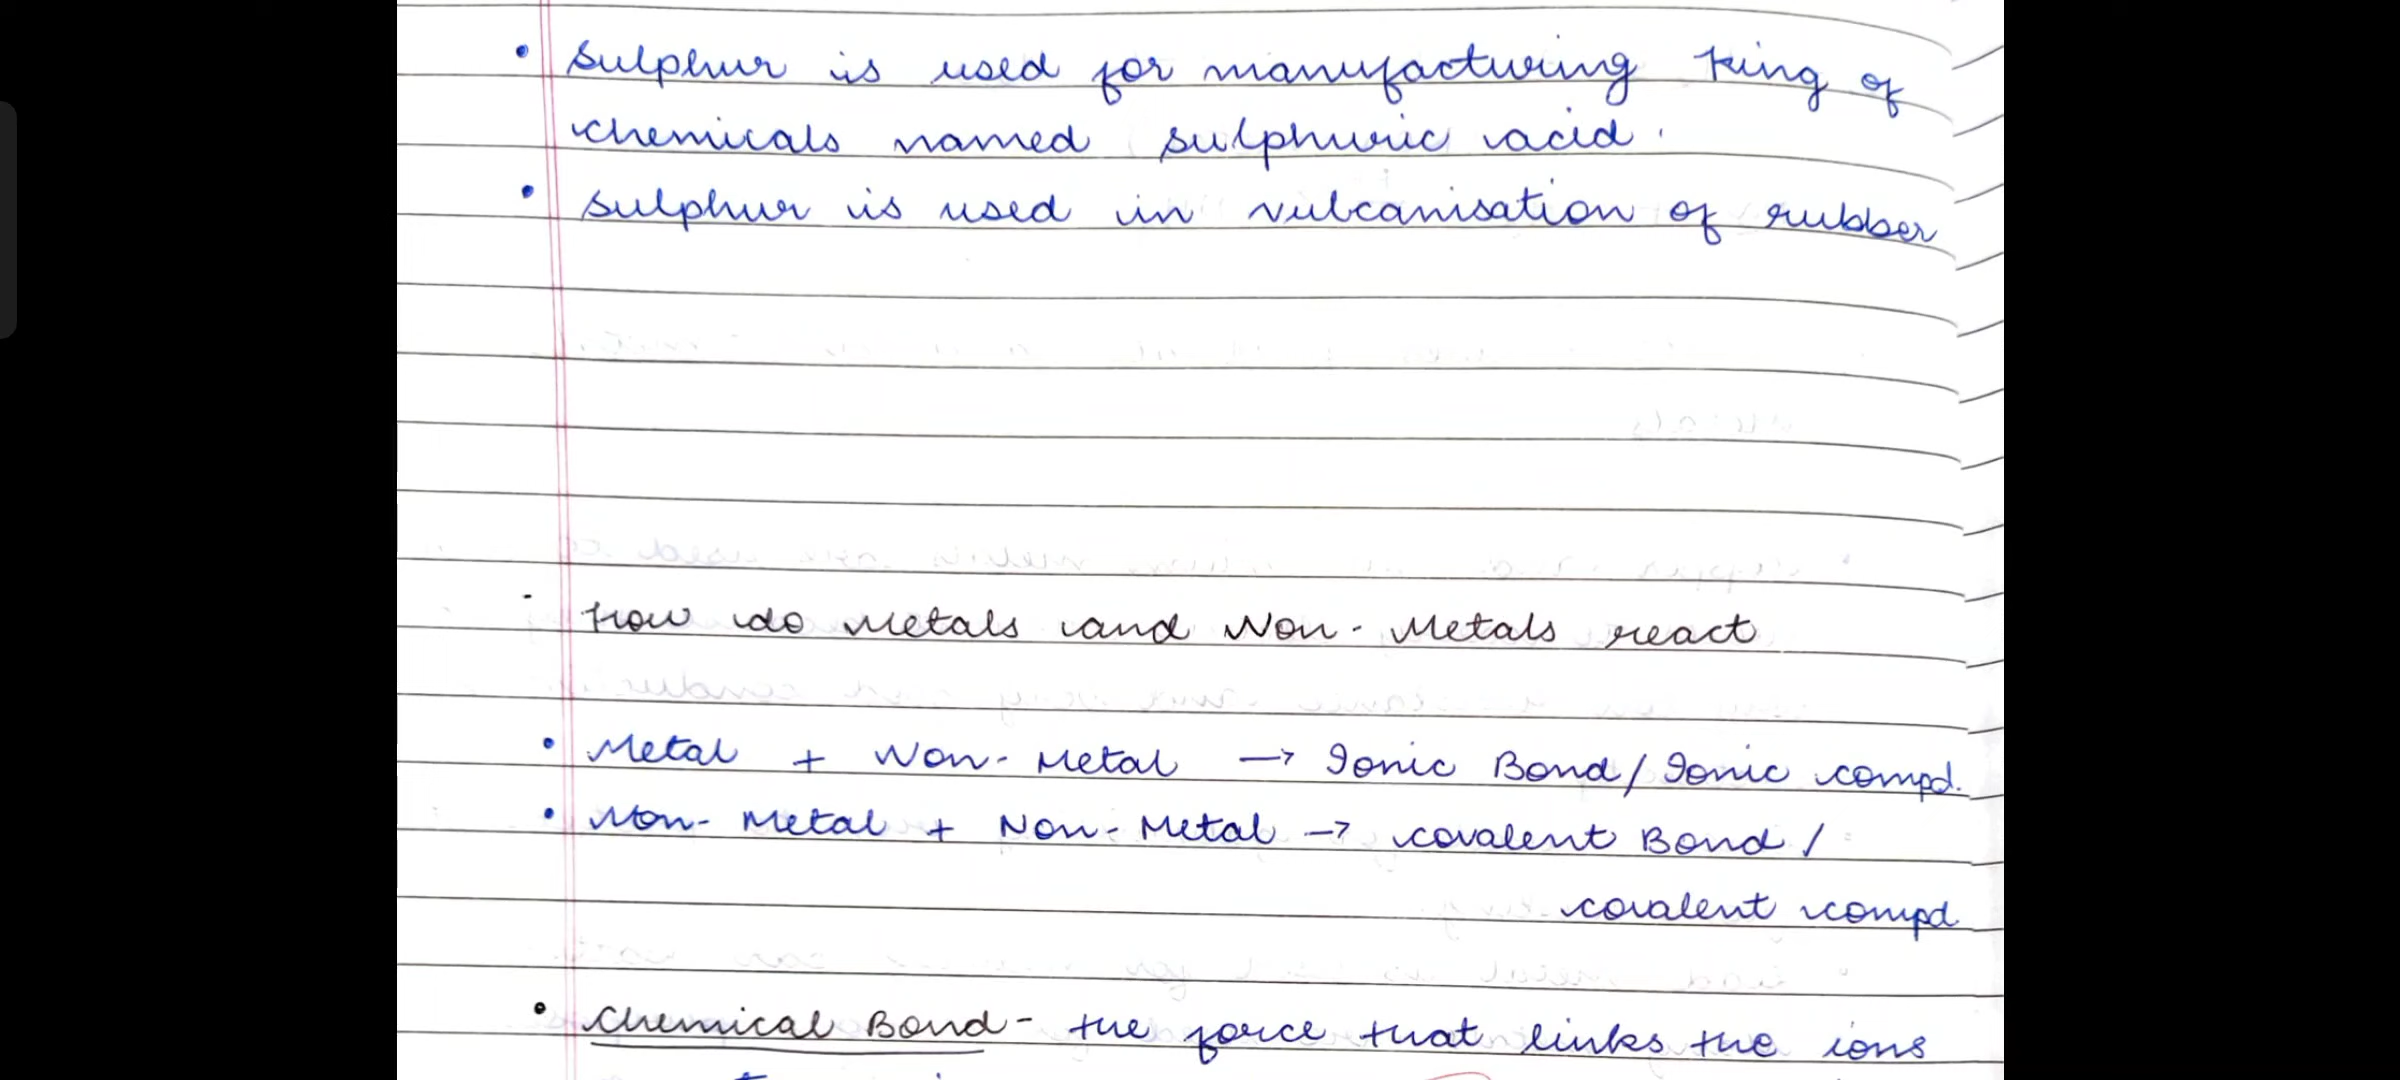 • Sulphur is used for manufacturing King of
chemicals named sulphuric acid.
• Sulphur is used in vulcanisation of rubber
How do Metals and Non-Metals react
• Metal + Non-Metal → Ionic Bond/Ionic compd.
• Non-Metal + Non-Metal → covalent Bond/
covalent compd.
• Chemical Bond- the force that links the ions